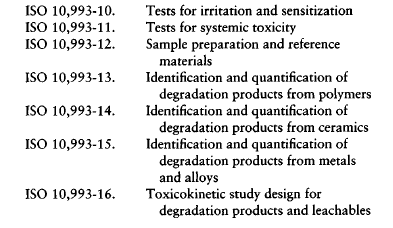 ISO 10,993-10. Tests for irritation and sensitization
ISO 10,993-11. Tests for systemic toxicity
ISO 10,993-12. Sample preparation and reference
materials
ISO 10,993-13. Identification and quantification of
degradation products from polymers
ISO 10,993-14. Identification and quantification of
degradation products from ceramics
ISO 10,993-15. Identification and quantification of
degradation products from metals
and alloys
ISO 10,993-16. Toxicokinetic study design for
degradation products and leachables